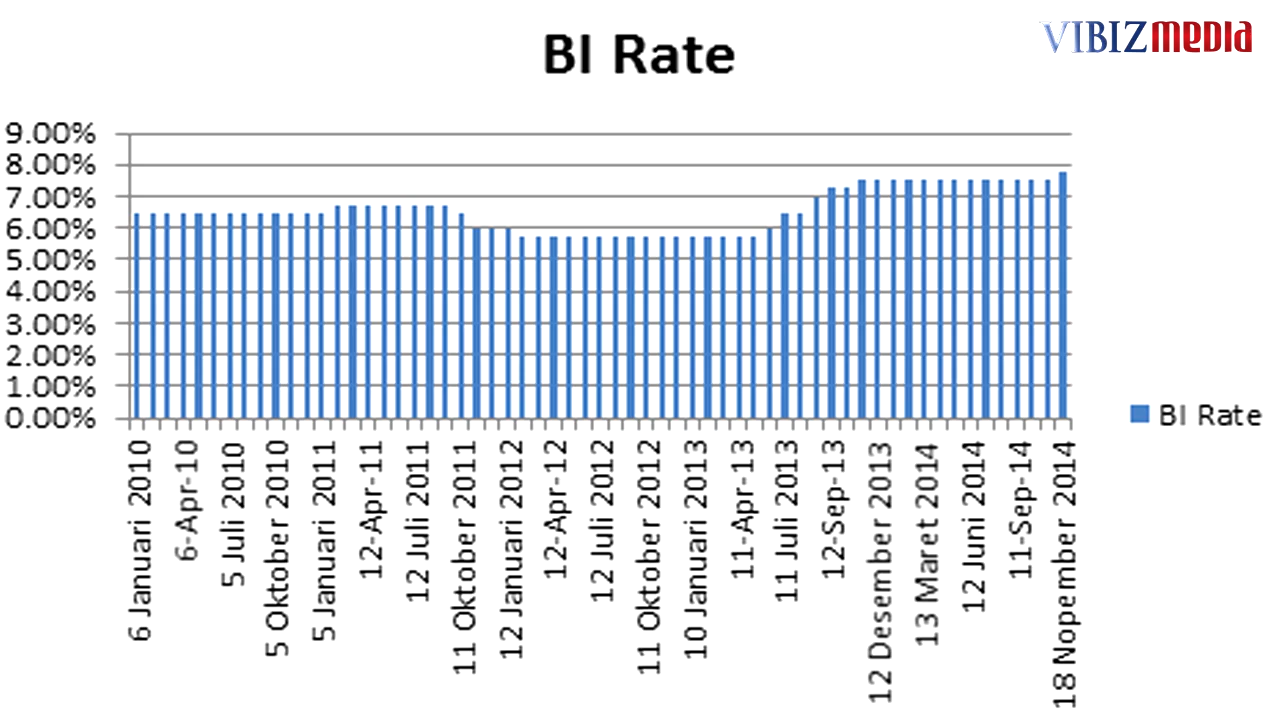 VIBIZmedia
BI Rate
9.00%
8.00%
7.00%
6.00%
5.00%
4.00%
3.00%
2.00%
1.00%
0.00%
BI Rate
6 Januari 2010
6-Apr-10
5 Juli 2010
5 Oktober 2010
5 Januari 2011
12-Apr-11
12 Juli 2011
11 Oktober 2011
12 Januari 2012
12-Apr-12
12 Juli 2012
11 Oktober 2012
10 Januari 2013
11-Apr-13
11 Juli 2013
12-Sep-13
12 Desember 2013
13 Maret 2014
12 Juni 2014
11-Sep-14
18 Nopember 2014